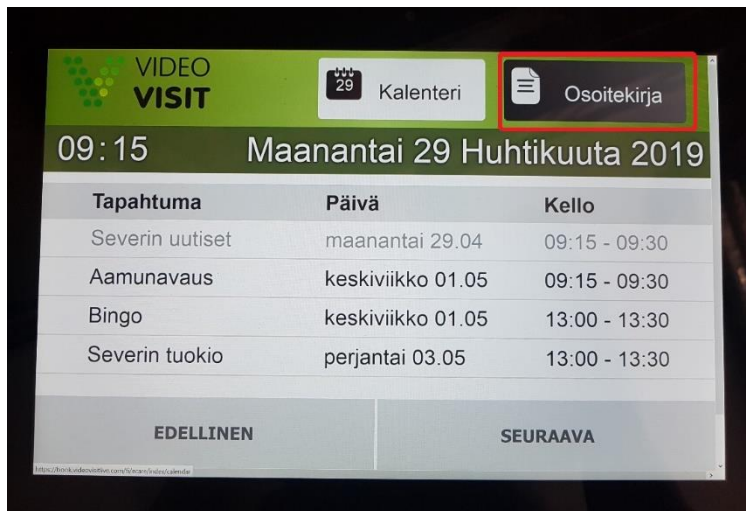 VIDEO
VISIT
29
Kalenteri
Osoitekirja
09:15 Maanantai 29 Huhtikuuta 2019
Tapahtuma Päivä Kello
Severin uutiset maanantai 29.04 09:15 - 09:30
Aamunavaus keskiviikko 01.05 09:15 - 09:30
Bingo keskiviikko 01.05 13:00 - 13:30
Severin tuokio perjantai 03.05 13:00 - 13:30
EDELLINEN SEURAAVA